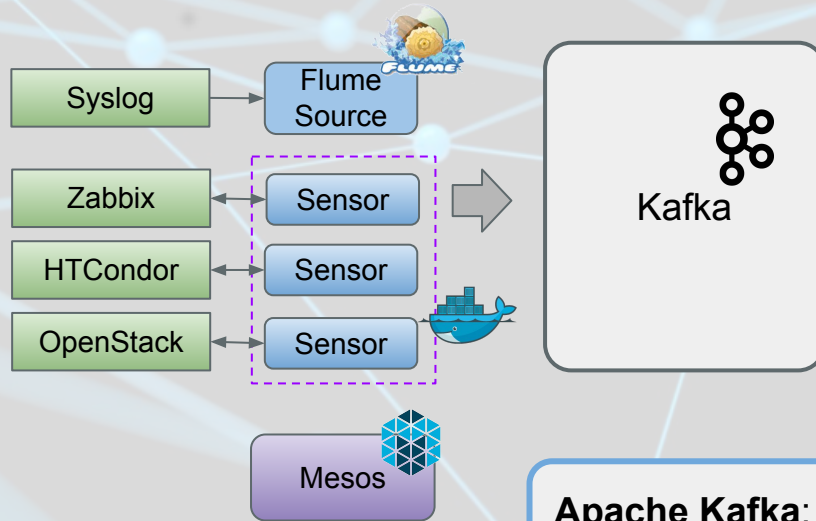 Syslog
Flume
Source
FLUME
Zabbix
Sensor
HTCondor
Sensor
OpenStack
Sensor
Kafka
Mesos
Apache Kafka: